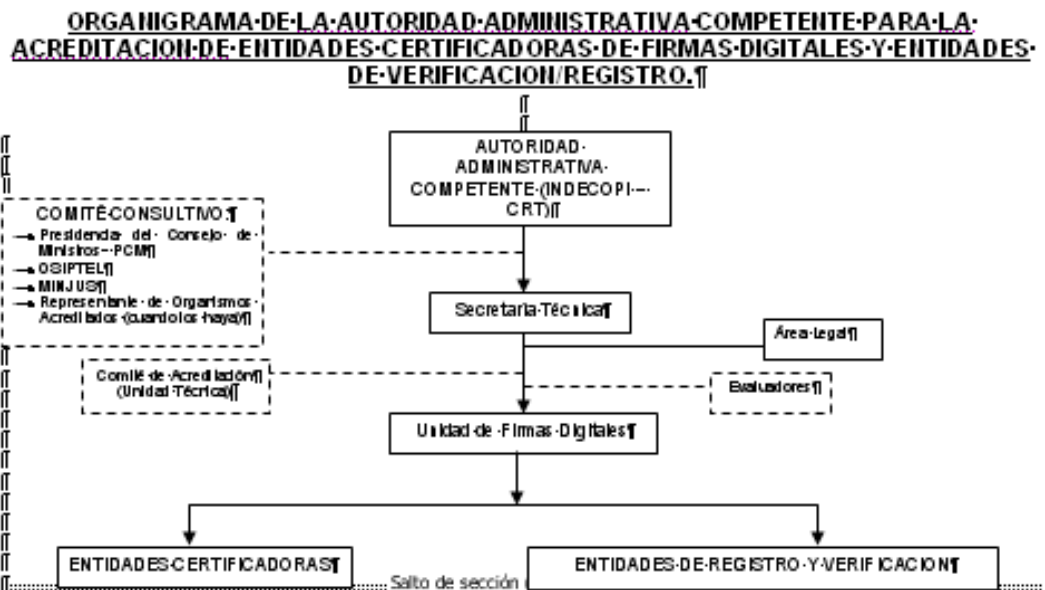 ORGANIGRAMA·DE·LA·AUTORIDAD·ADMINISTRATIVA·COMPETENTE·PARA·LA·
ACREDITACION·DE·ENTIDADES·CERTIFICADORAS·DE·FIRMAS·DIGITALES·Y·ENTIDADES·
DE·VERIFICACION/REGISTRO.¶
¶
¶
AUTORIDAD·
ADMINISTRATIVA·
COMPETENTE·(INDECOPI·–·
CRT)¶
COMITÉ·CONSULTIVO:¶
→ Presidencia· del· Consejo· de·
Ministros–·PCM¶
→ OSIPTEL¶
→ MINJUS¶
→ Representante· de· Organismos·
Acreditados·(cuando·los·haya)¶
Secretaria·Técnica¶
Área·Legal¶
Comité·de·Acreditación¶
(Unidad·Técnica)¶
Evaluadores¶
Unidad·de·Firmas·Digitales¶
ENTIDADES·CERTIFICADORAS¶
ENTIDADES·DE·REGISTRO·Y·VERIFICACION¶
Salto de sección